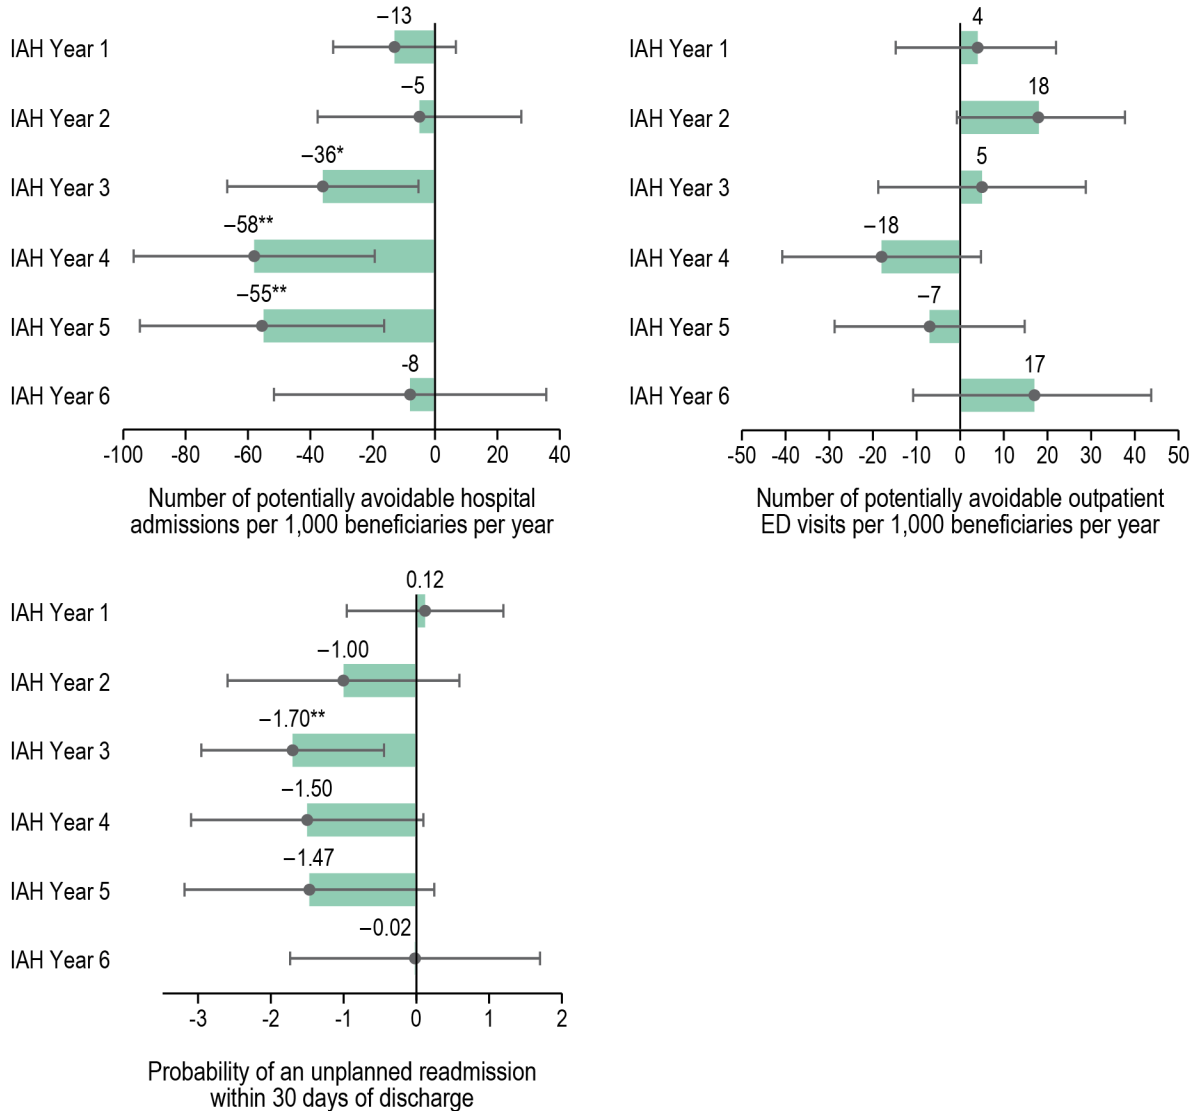 –13
IAH Year 1
–5
IAH Year 2
–36*
IAH Year 3
–58**
IAH Year 4
–55**
IAH Year 5
-8
IAH Year 6
-100 -80 -60 -40 -20 0 20 40
Number of potentially avoidable hospital
admissions per 1,000 beneficiaries per year
4
IAH Year 1
18
IAH Year 2
5
IAH Year 3
–18
IAH Year 4
–7
IAH Year 5
17
IAH Year 6
-50 -40 -30 -20 -10 0 10 20 30 40 50
Number of potentially avoidable outpatient
ED visits per 1,000 beneficiaries per year
0.12
IAH Year 1
–1.00
IAH Year 2
–1.70**
IAH Year 3
–1.50
IAH Year 4
–1.47
IAH Year 5
–0.02
IAH Year 6
-3 -2 -1 0 1 2
Probability of an unplanned readmission
within 30 days of discharge